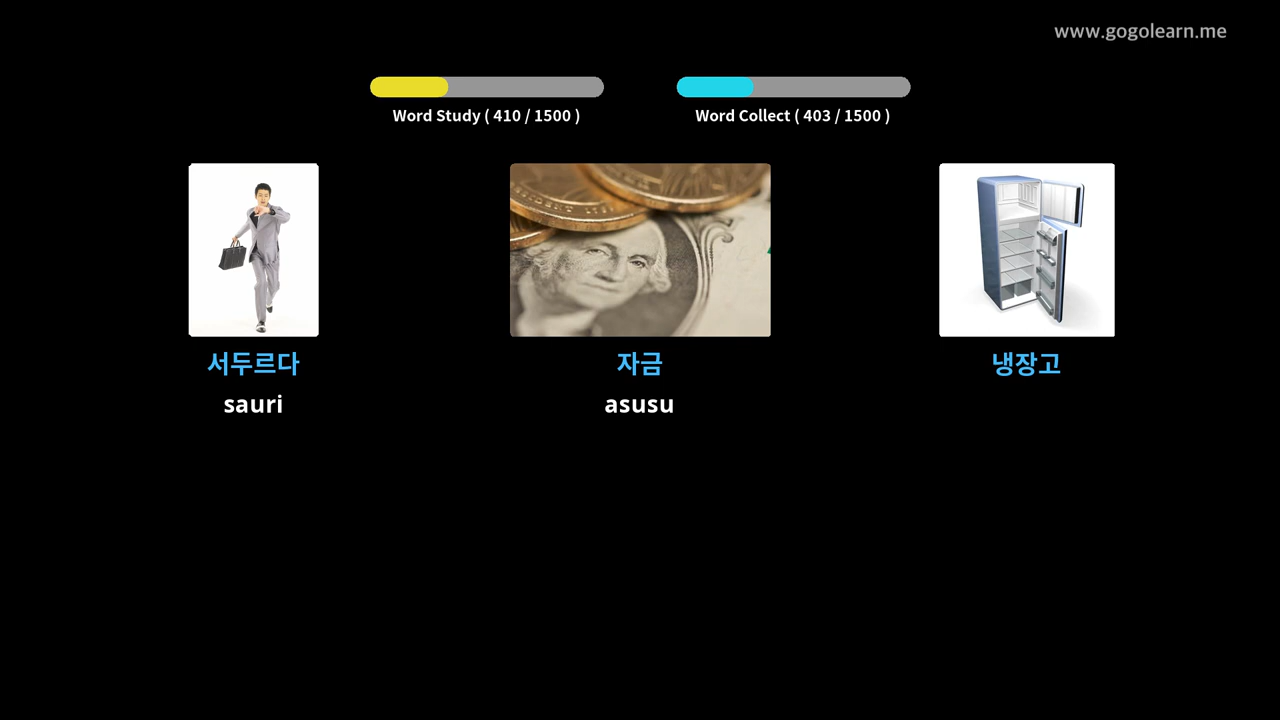 www.gogolearn.me
Word Study ( 410 / 1500 )
Word Collect ( 403 / 1500 )
서두르다
자금
냉장고
sauri
asusu